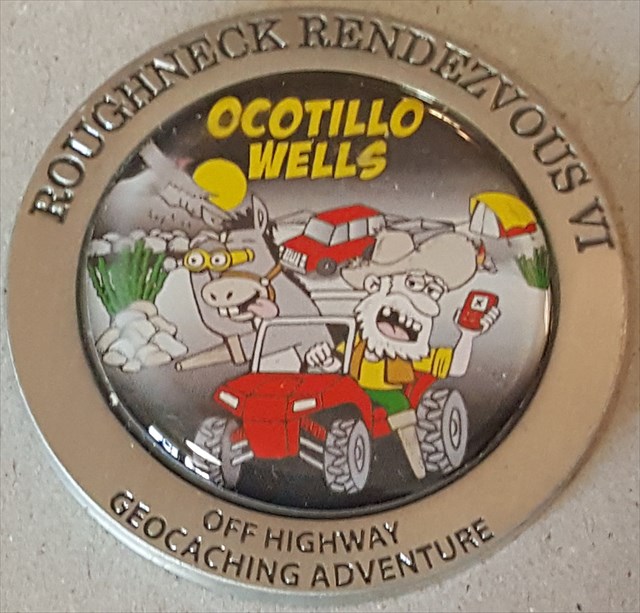 ROUGHNECK RENDEZVOUS VI
OCOTILLO
WELLS
OFF HIGHWAY
GEOCACHING ADVENTURE